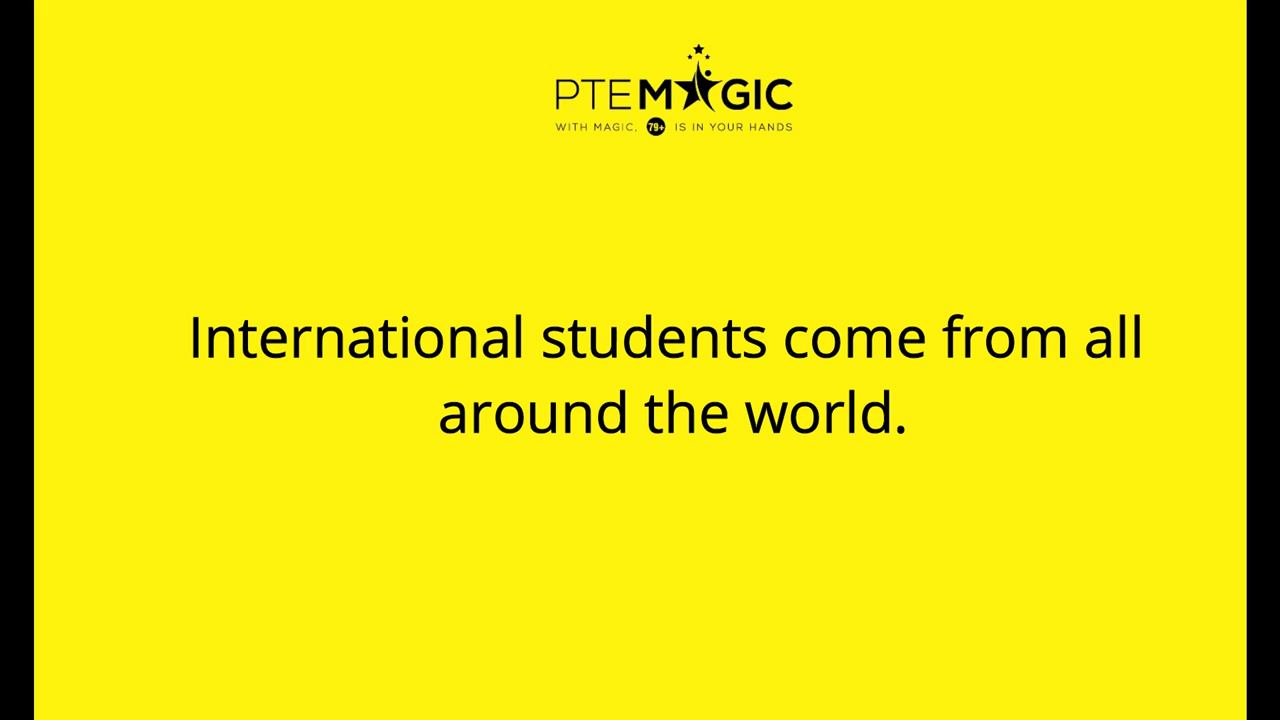 PTEMAGIC
WITH MAGIC, 79+ IS IN YOUR HANDS
International students come from all
around the world.